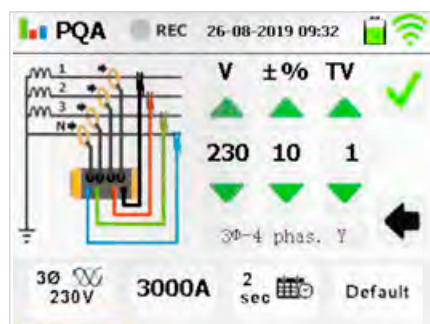 PQA REC 26-08-2019 09:32
V ±% TV
1
2
3
N
230 10 1
3Φ-4 phas. Y
3Ø 230V 3000A 2 sec Default